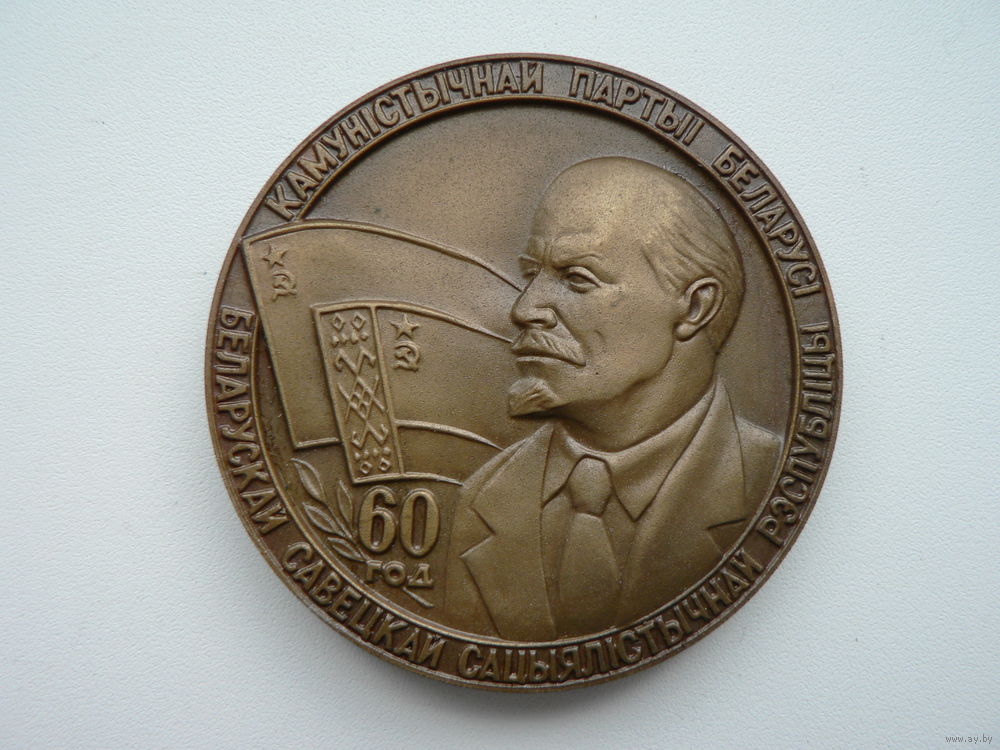 КАМУНІСТЫЧНАЙ ПАРТЫІ БЕЛАРУСІ
БЕЛАРУСКАЙ САВЕЦКАЙ САЦЫЯЛІСТЫЧНАЙ РЭСПУБЛІЦЫ
60
ГОД
www.ay.by